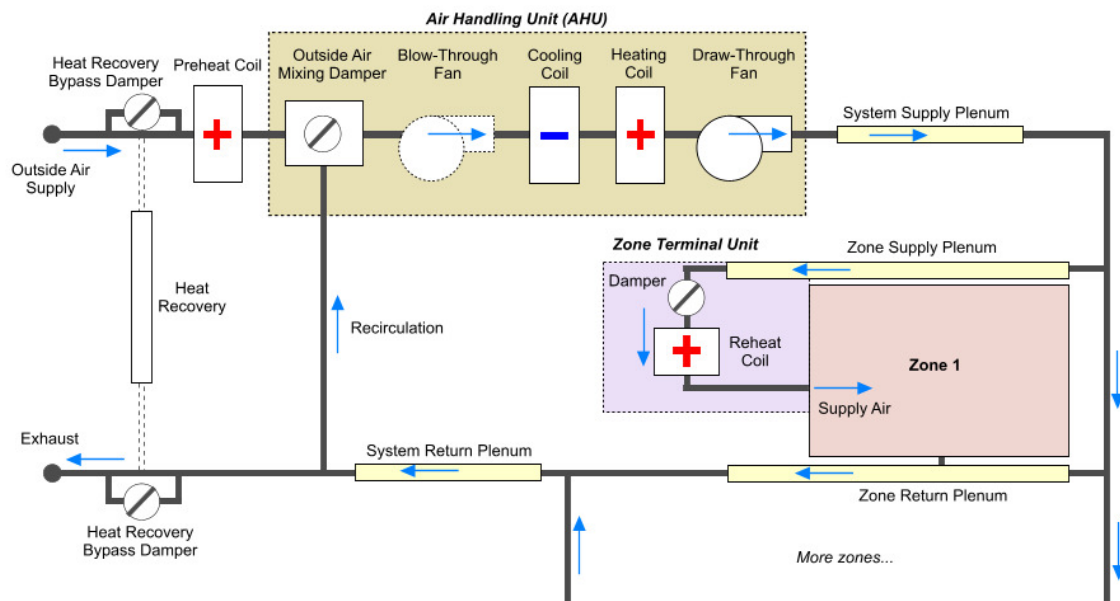 Air Handling Unit (AHU)
Heat Recovery
Bypass Damper
Preheat Coil
Outside Air
Mixing Damper
Blow-Through
Fan
Cooling
Coil
Heating
Coil
Draw-Through
Fan
System Supply Plenum
Outside Air
Supply
Zone Terminal Unit
Zone Supply Plenum
Damper
Heat
Recovery
Recirculation
Reheat
Coil
Zone 1
Supply Air
Exhaust
System Return Plenum
Zone Return Plenum
Heat Recovery
Bypass Damper
More zones...